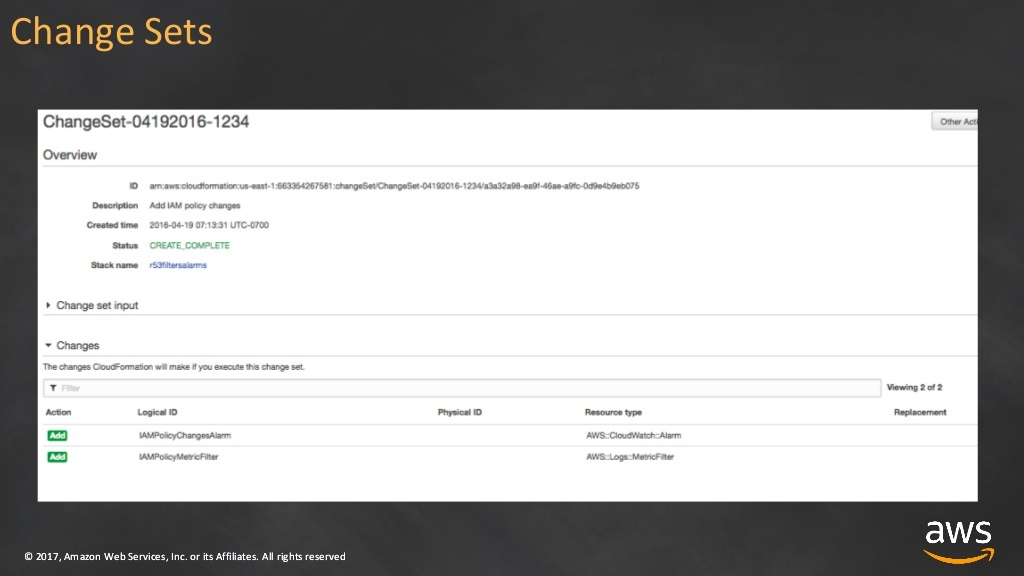 Change Sets
ChangeSet-04192016-1234
Other Acti
Overview
ID arn:aws:cloudformation:us-east-1:663354267581:changeSet/ChangeSet-04192016-1234/a3a32a98-ea9f-46ae-a9fc-0d9e4b9eb075
Description Add IAM policy changes
Created time 2016-04-19 07:13:31 UTC-0700
Status CREATE_COMPLETE
Stack name r53filtersalarms
Change set input
Changes
The changes CloudFormation will make if you execute this change set.
Filter Viewing 2 of 2
Action Logical ID Physical ID Resource type Replacement
Add IAMPolicyChangesAlarm AWS::CloudWatch::Alarm
Add IAMPolicyMetricFilter AWS::Logs::MetricFilter
aws
© 2017, Amazon Web Services, Inc. or its Affiliates. All rights reserved